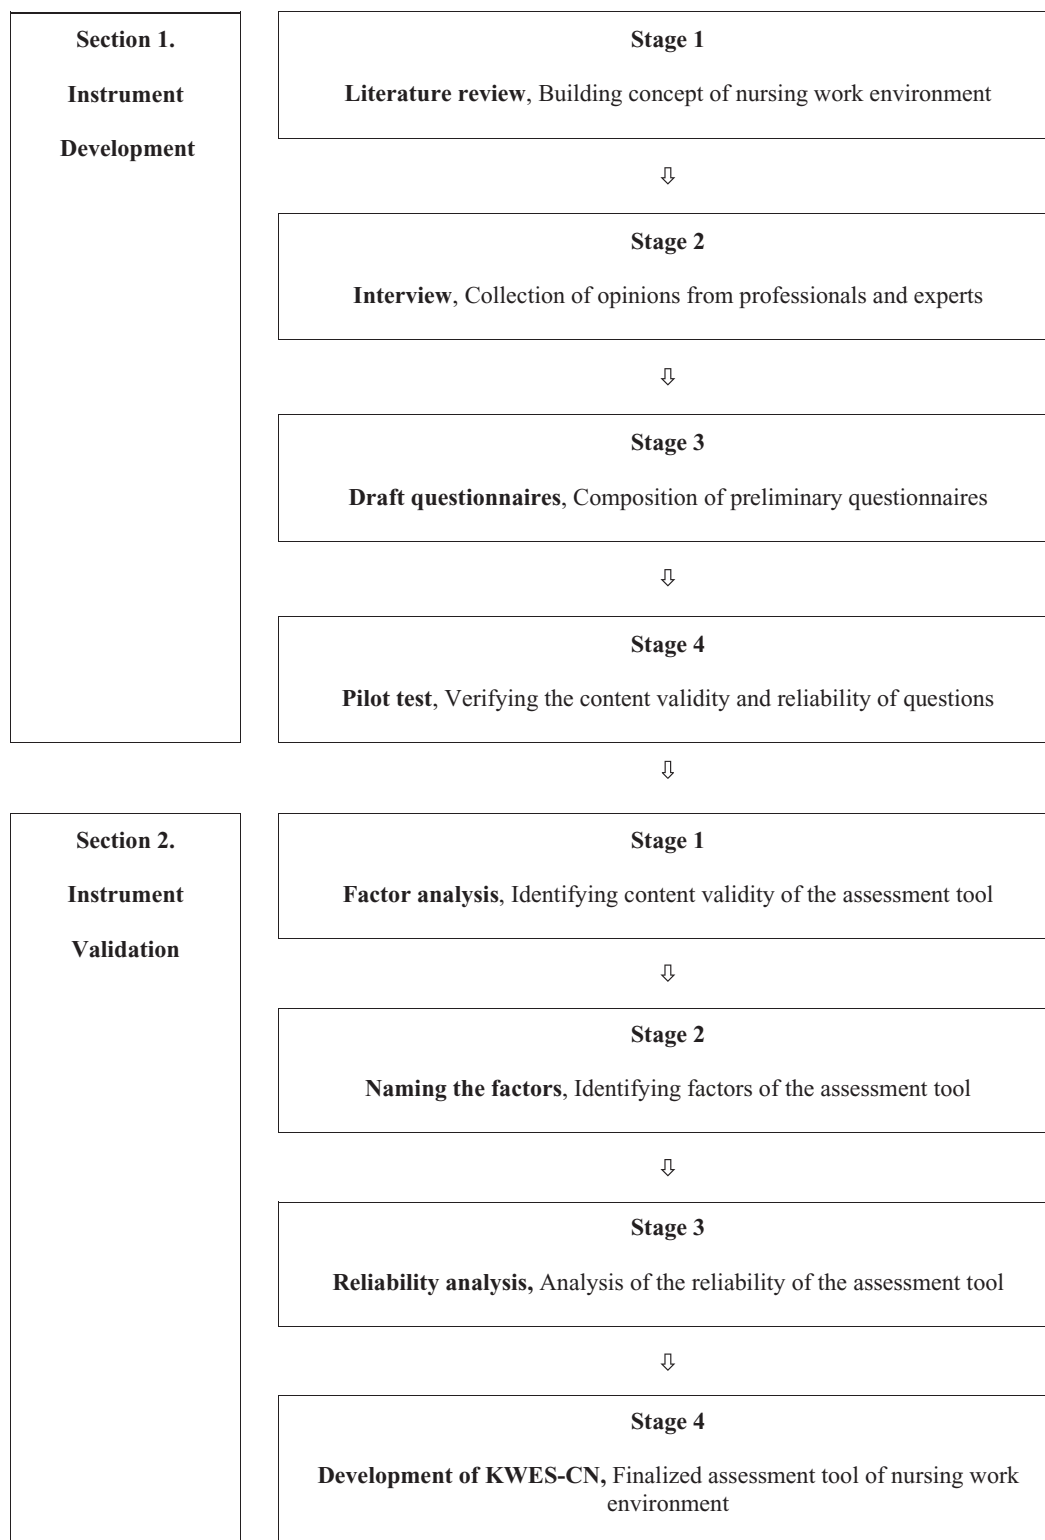 Section 1.
Instrument
Development
Stage 1
Literature review, Building concept of nursing work environment
⇩
Stage 2
Interview, Collection of opinions from professionals and experts
⇩
Stage 3
Draft questionnaires, Composition of preliminary questionnaires
⇩
Stage 4
Pilot test, Verifying the content validity and reliability of questions
⇩
Section 2.
Instrument
Validation
Stage 1
Factor analysis, Identifying content validity of the assessment tool
⇩
Stage 2
Naming the factors, Identifying factors of the assessment tool
⇩
Stage 3
Reliability analysis, Analysis of the reliability of the assessment tool
⇩
Stage 4
Development of KWES-CN, Finalized assessment tool of nursing work
environment